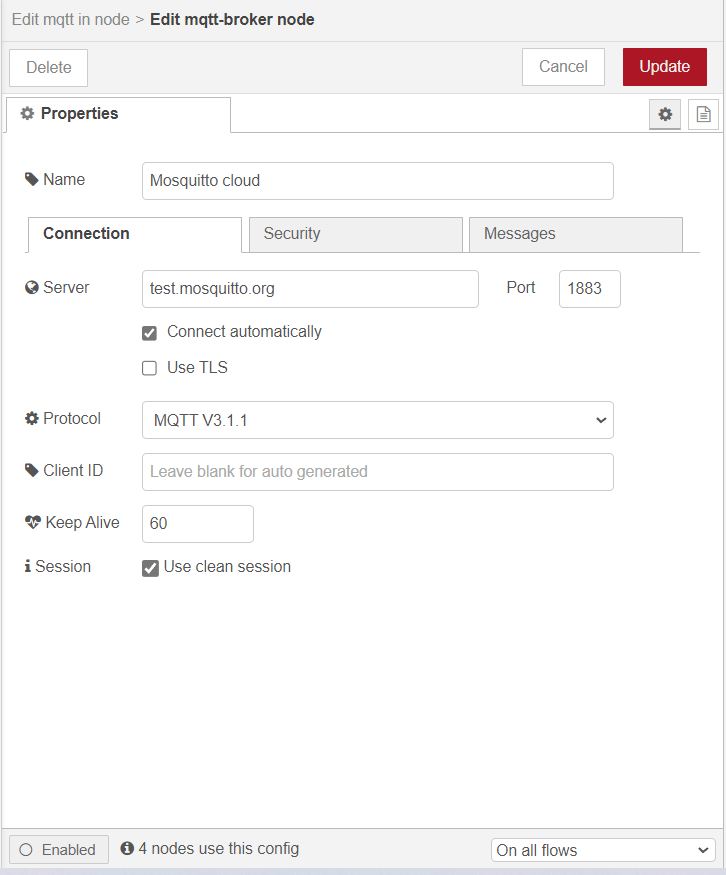 Edit mqtt in node > Edit mqtt-broker node
Delete Cancel Update
Properties
Name Mosquitto cloud
Connection Security Messages
Server test.mosquitto.org Port 1883
Connect automatically
Use TLS
Protocol MQTT V3.1.1
Client ID Leave blank for auto generated
Keep Alive 60
Session Use clean session
Enabled 4 nodes use this config On all flows